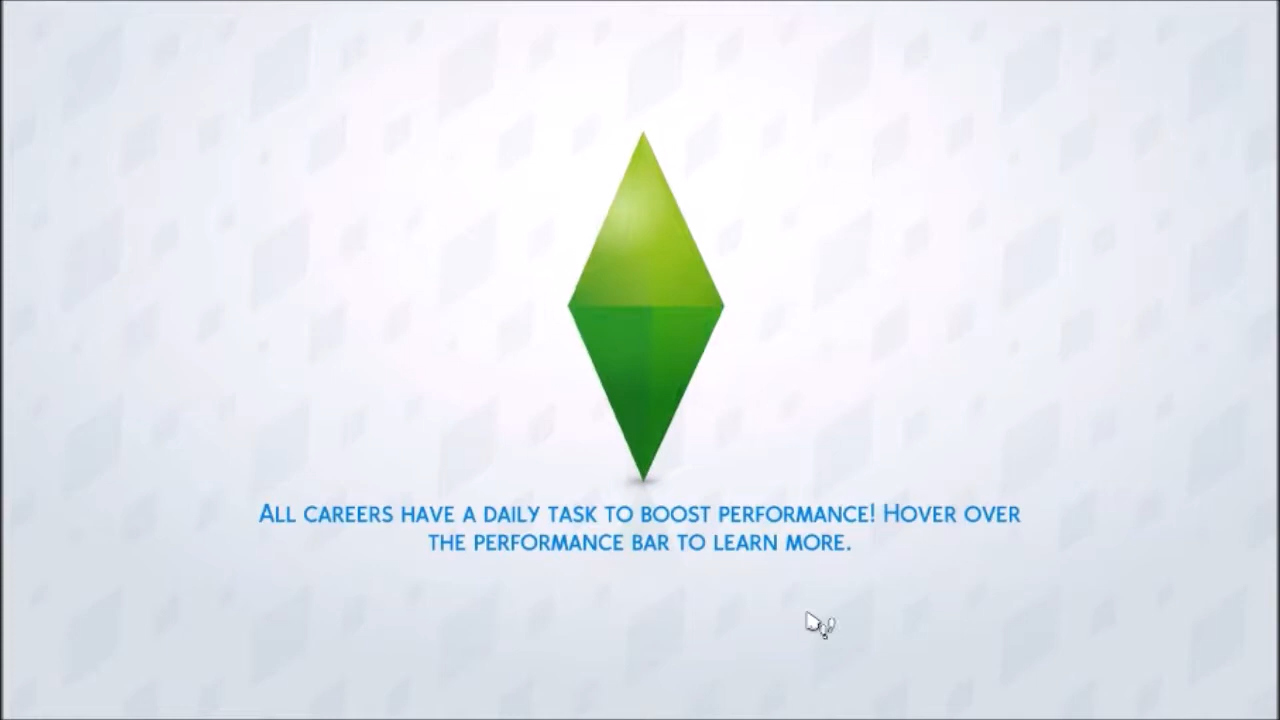 All careers have a daily task to boost performance! Hover over
the performance bar to learn more.